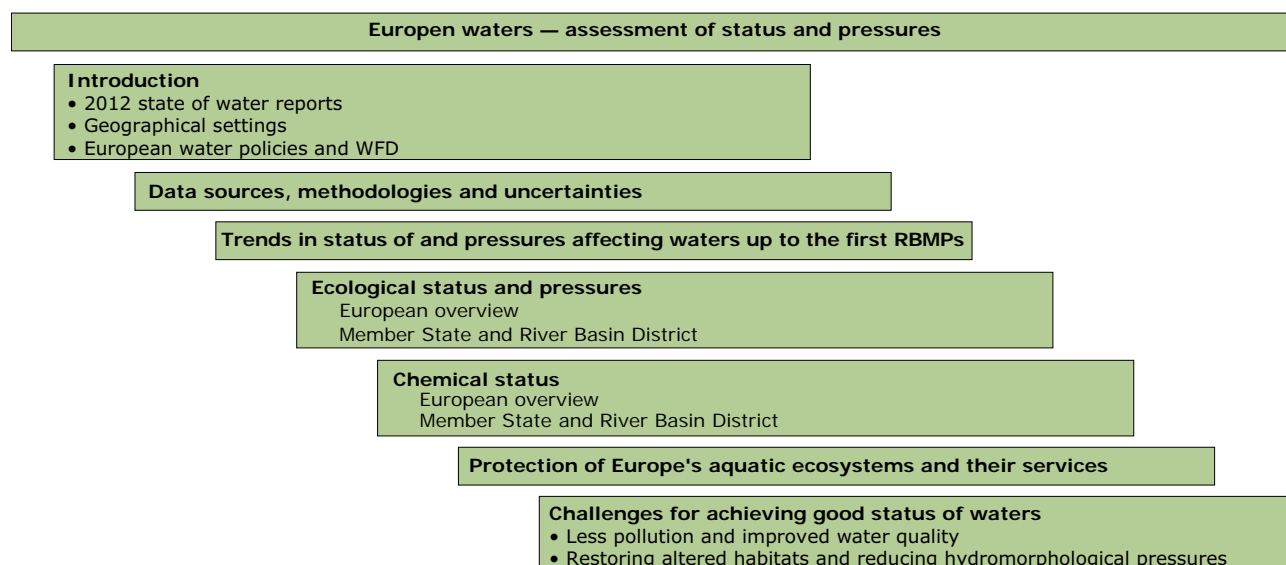 Europen waters — assessment of status and pressures
Introduction
• 2012 state of water reports
• Geographical settings
• European water policies and WFD
Data sources, methodologies and uncertainties
Trends in status of and pressures affecting waters up to the first RBMPs
Ecological status and pressures
European overview
Member State and River Basin District
Chemical status
European overview
Member State and River Basin District
Protection of Europe's aquatic ecosystems and their services
Challenges for achieving good status of waters
• Less pollution and improved water quality
• Restoring altered habitats and reducing hydromorphological pressures